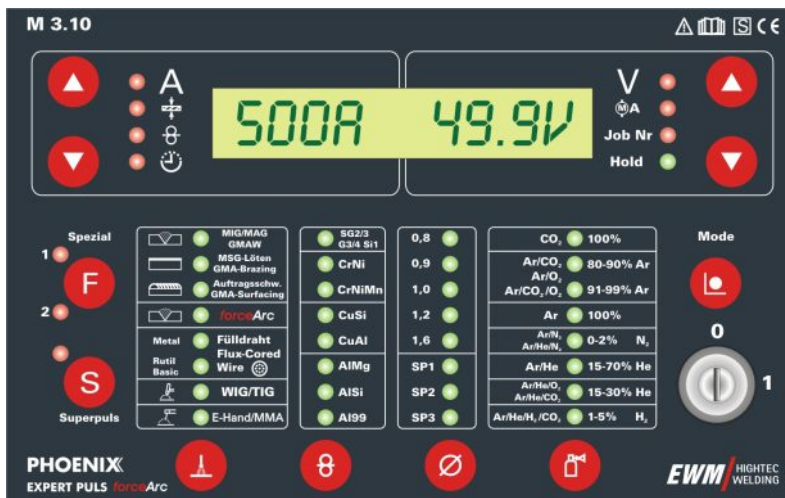 M 3.10
S CE
A
V
500A 49.9V
M A
Job Nr
Hold
Spezial
1
F
2
S
Superpuls
MIG/MAG
GMAW
MSG-Löten
GMA-Brazing
Auftragsschw.
GMA-Surfacing
forceArc
Metal Fülldraht
Rutil Flux-Cored
Basic Wire
WIG/TIG
E-Hand/MMA
SG2/3
G3/4 Si1
CrNi
CrNiMn
CuSi
CuAl
AlMg
AlSi
Al99
0,8
0,9
1,0
1,2
1,6
SP1
SP2
SP3
CO₂ 100%
Ar/CO₂ 80-90% Ar
Ar/O₂
Ar/CO₂/O₂ 91-99% Ar
Ar 100%
Ar/N₂
Ar/He/N₂ 0-2% N₂
Ar/He 15-70% He
Ar/He/O₂
Ar/He/CO₂ 15-30% He
Ar/He/H₂/CO₂ 1-5% H₂
Mode
0
1
PHOENIX
EXPERT PULS forceArc
EWM HIGHTEC
WELDING